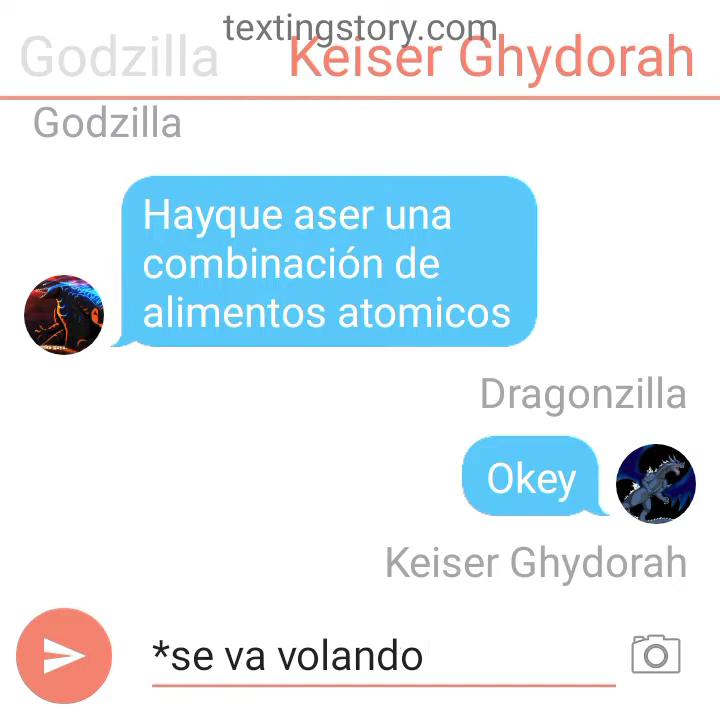 textingstory.com
Godzilla Keiser Ghydorah
Godzilla
Hayque aser una
combinación de
alimentos atomicos
Dragonzilla
Okey
Keiser Ghydorah
*se va volando